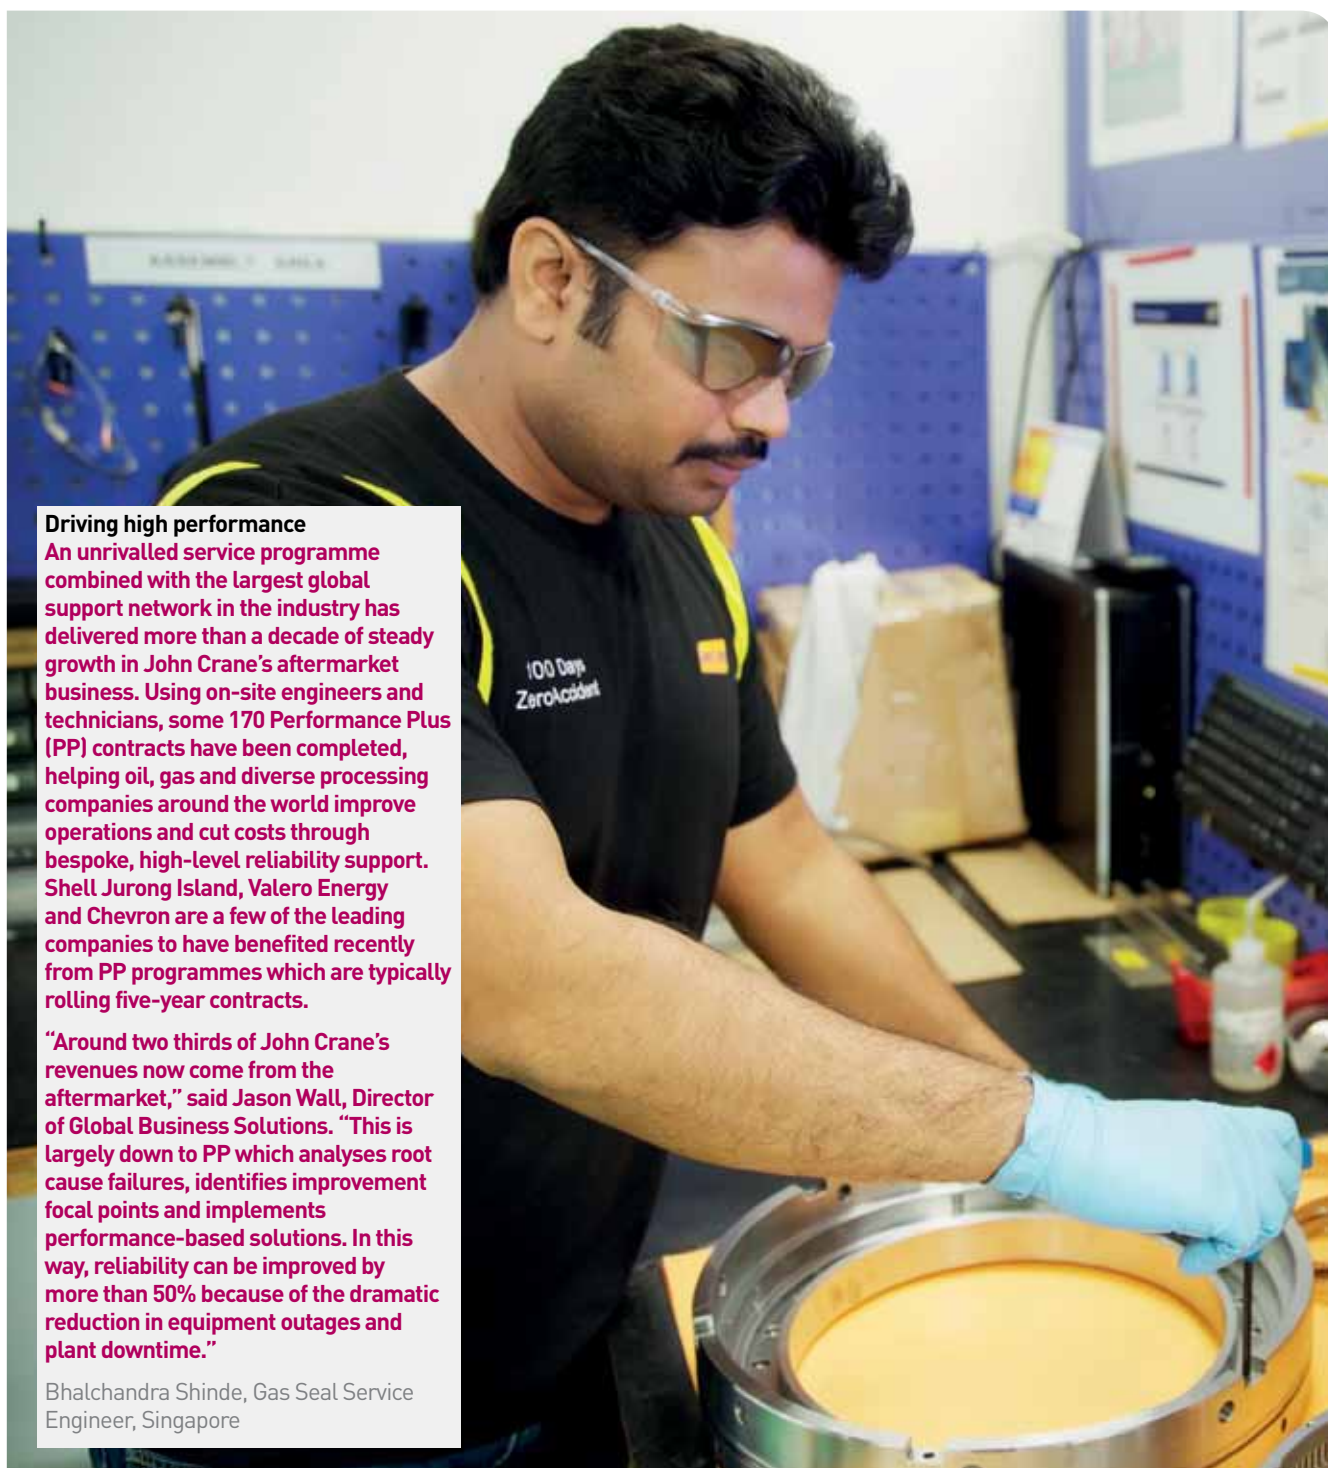 Driving high performance
An unrivalled service programme
combined with the largest global
support network in the industry has
delivered more than a decade of steady
growth in John Crane’s aftermarket
business. Using on-site engineers and
technicians, some 170 Performance Plus
(PP) contracts have been completed,
helping oil, gas and diverse processing
companies around the world improve
operations and cut costs through
bespoke, high-level reliability support.
Shell Jurong Island, Valero Energy
and Chevron are a few of the leading
companies to have benefited recently
from PP programmes which are typically
rolling five-year contracts.
“Around two thirds of John Crane’s
revenues now come from the
aftermarket,” said Jason Wall, Director
of Global Business Solutions. “This is
largely down to PP which analyses root
cause failures, identifies improvement
focal points and implements
performance-based solutions. In this
way, reliability can be improved by
more than 50% because of the dramatic
reduction in equipment outages and
plant downtime.”
Bhalchandra Shinde, Gas Seal Service
Engineer, Singapore
100 Days
ZeroAccident